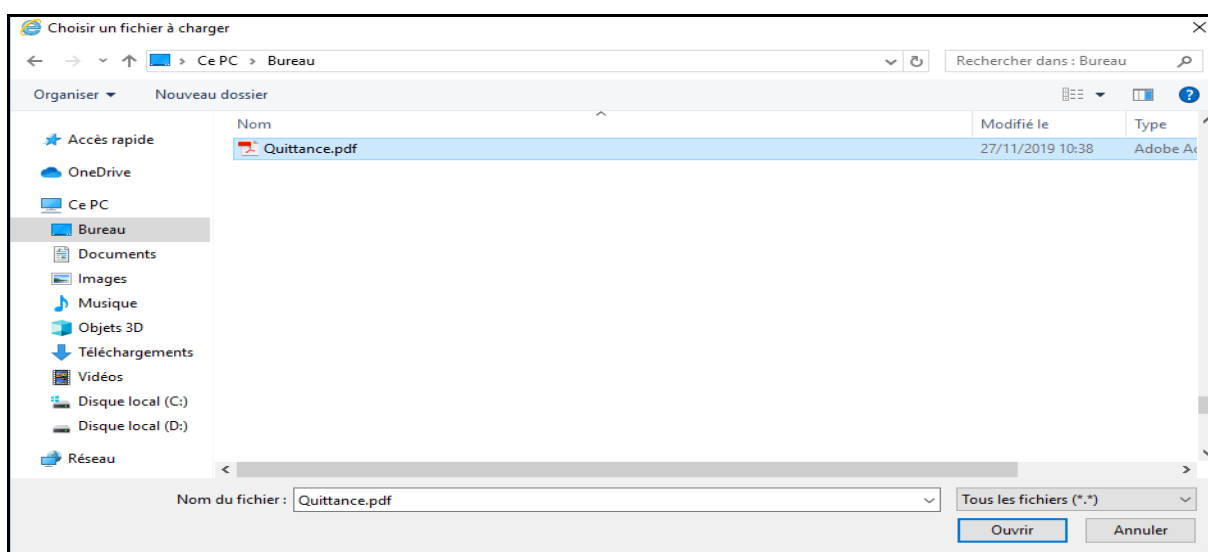 Choisir un fichier à charger
Ce PC > Bureau
Rechercher dans : Bureau
Organiser
Nouveau dossier
Nom
Modifié le
Type
Quittance.pdf
27/11/2019 10:38
Adobe
Accès rapide
OneDrive
Ce PC
Bureau
Documents
Images
Musique
Objets 3D
Téléchargements
Vidéos
Disque local (C:)
Disque local (D:)
Réseau
Nom du fichier : Quittance.pdf
Tous les fichiers (*.*)
Ouvrir
Annuler